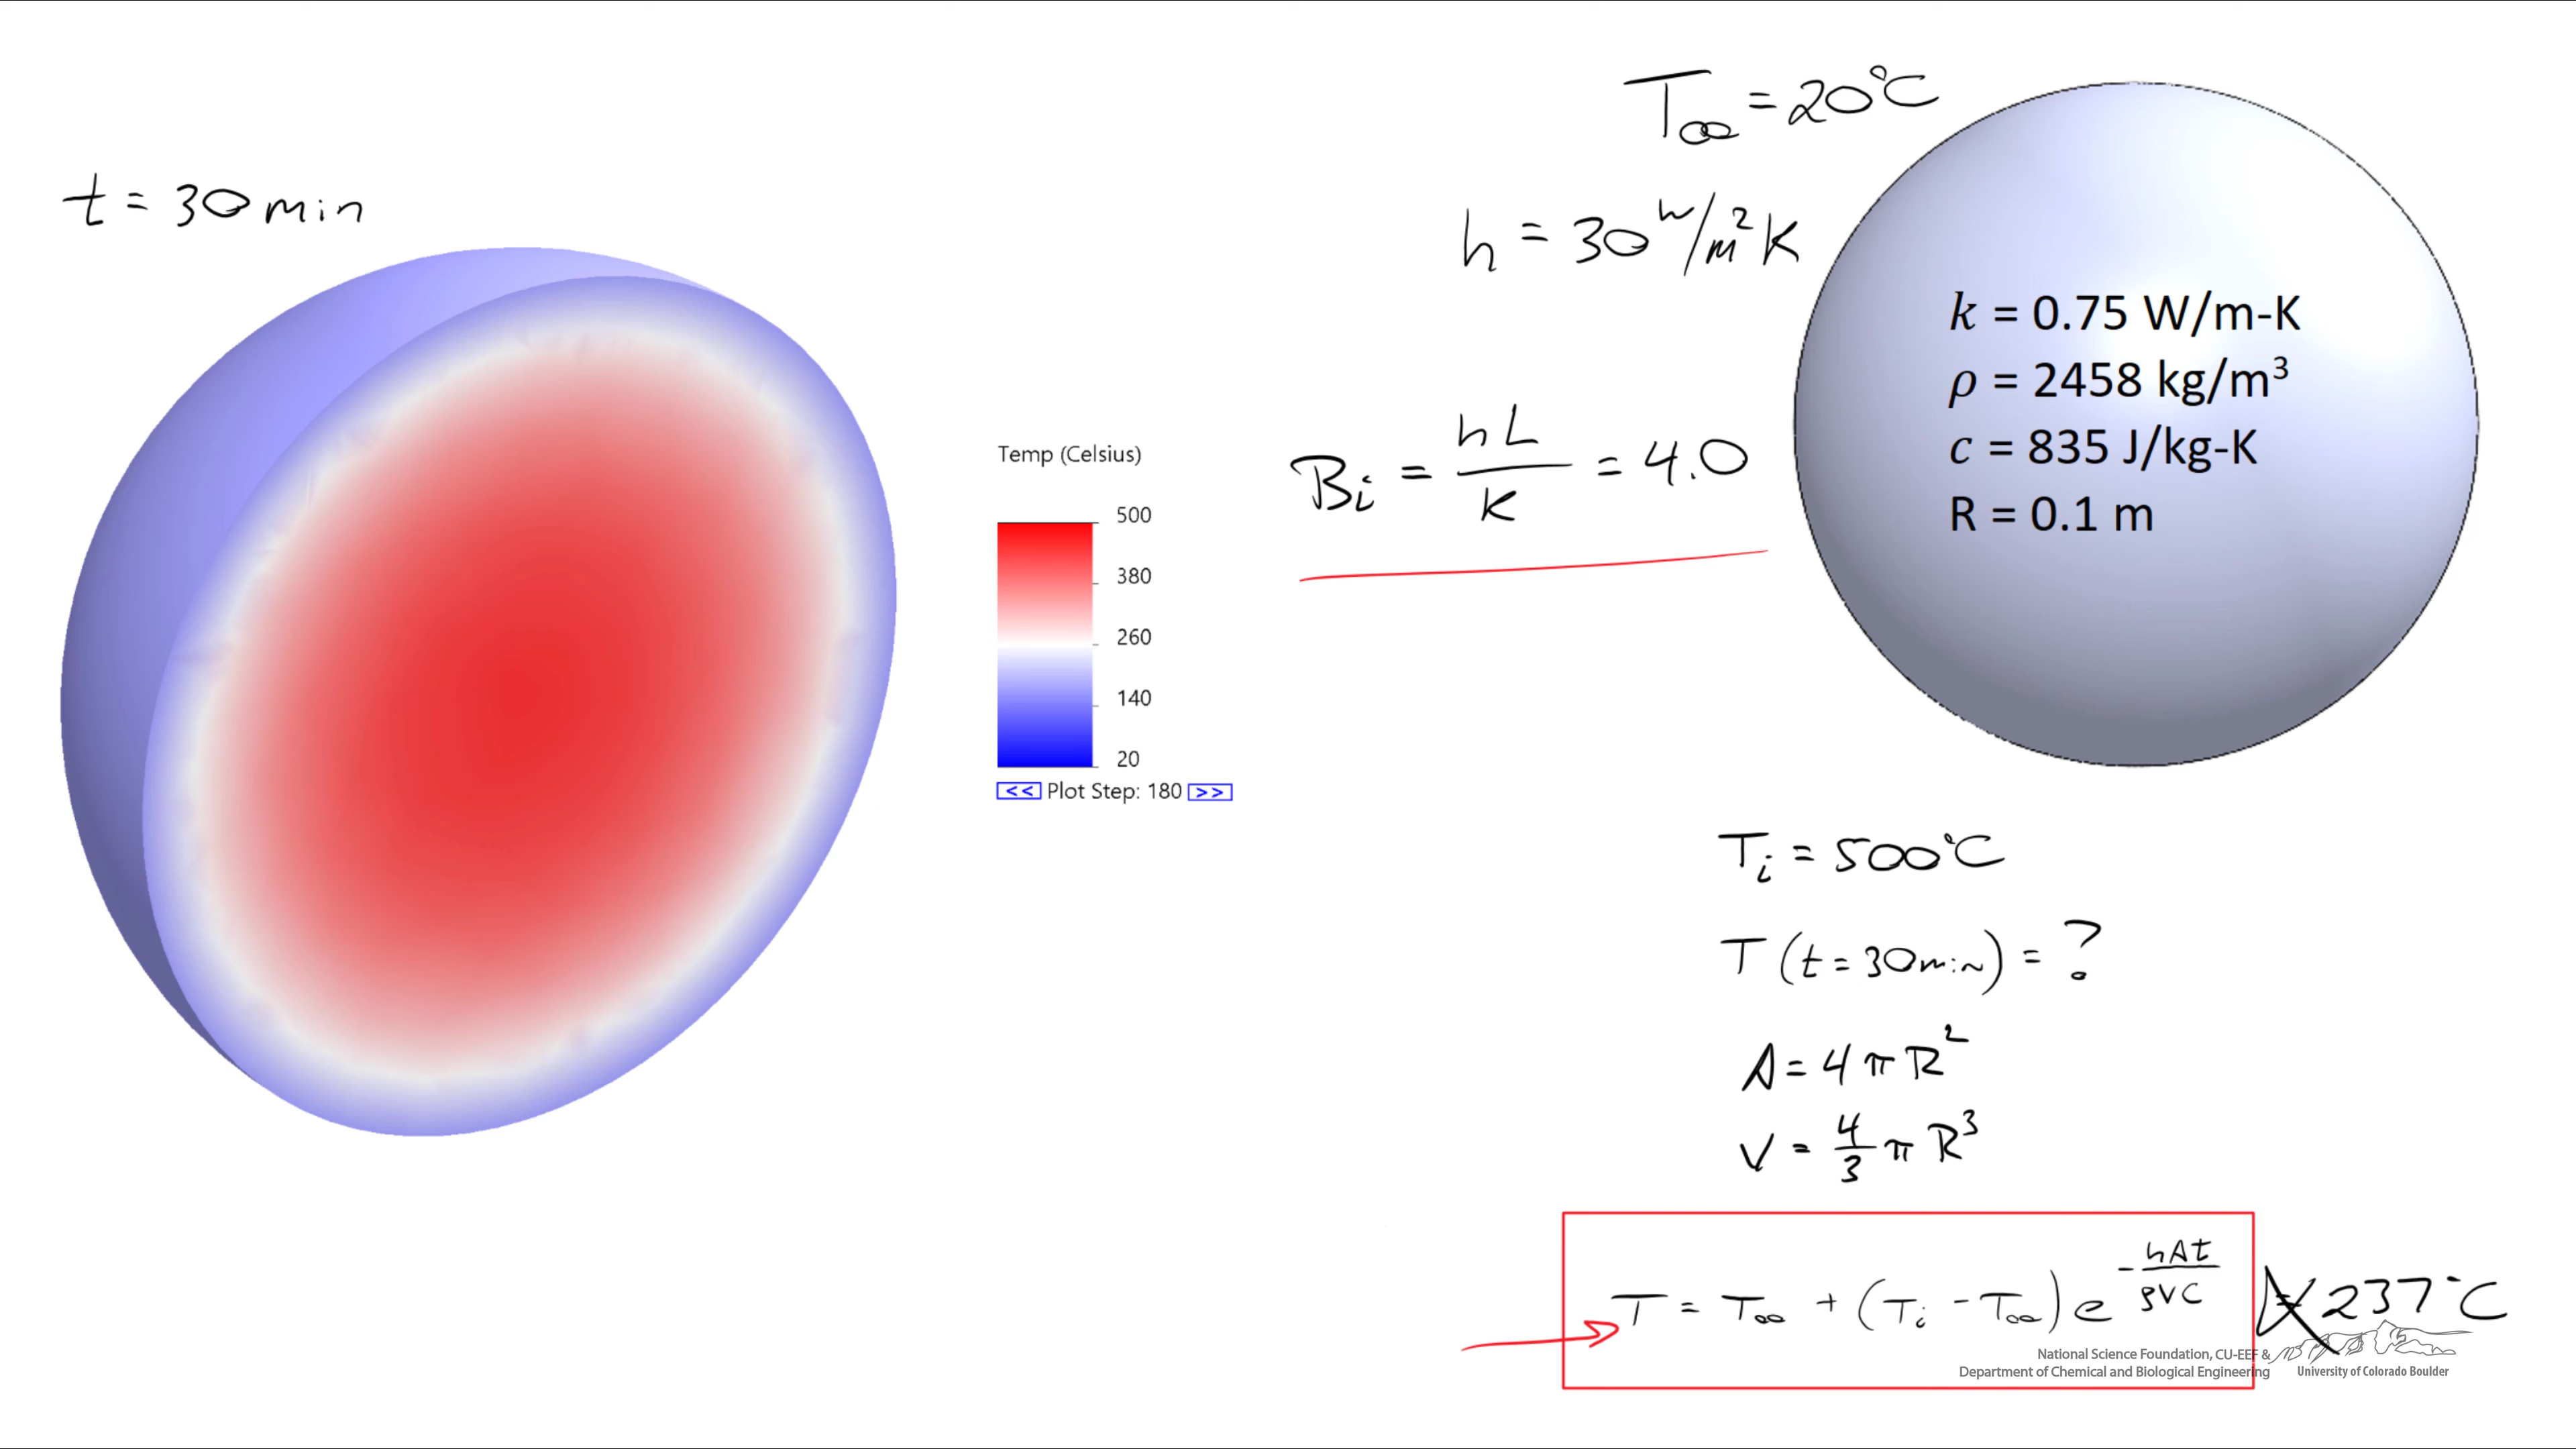 t = 30 min
T∞ = 20°C
h = 30 W/m²K
k = 0.75 W/m-K
ρ = 2458 kg/m³
c = 835 J/kg-K
R = 0.1 m
Bi = hL/k = 4.0
Temp (Celsius)
500
380
260
140
20
<< Plot Step: 180 >>
Ti = 500°C
T (t = 30min) = ?
A = 4πR²
V = 4/3 πR³
T = T∞ + (Ti - T∞) e^(-hAt/ρVC) = 237°C
National Science Foundation, CU-EEF &
Department of Chemical and Biological Engineering
University of Colorado Boulder